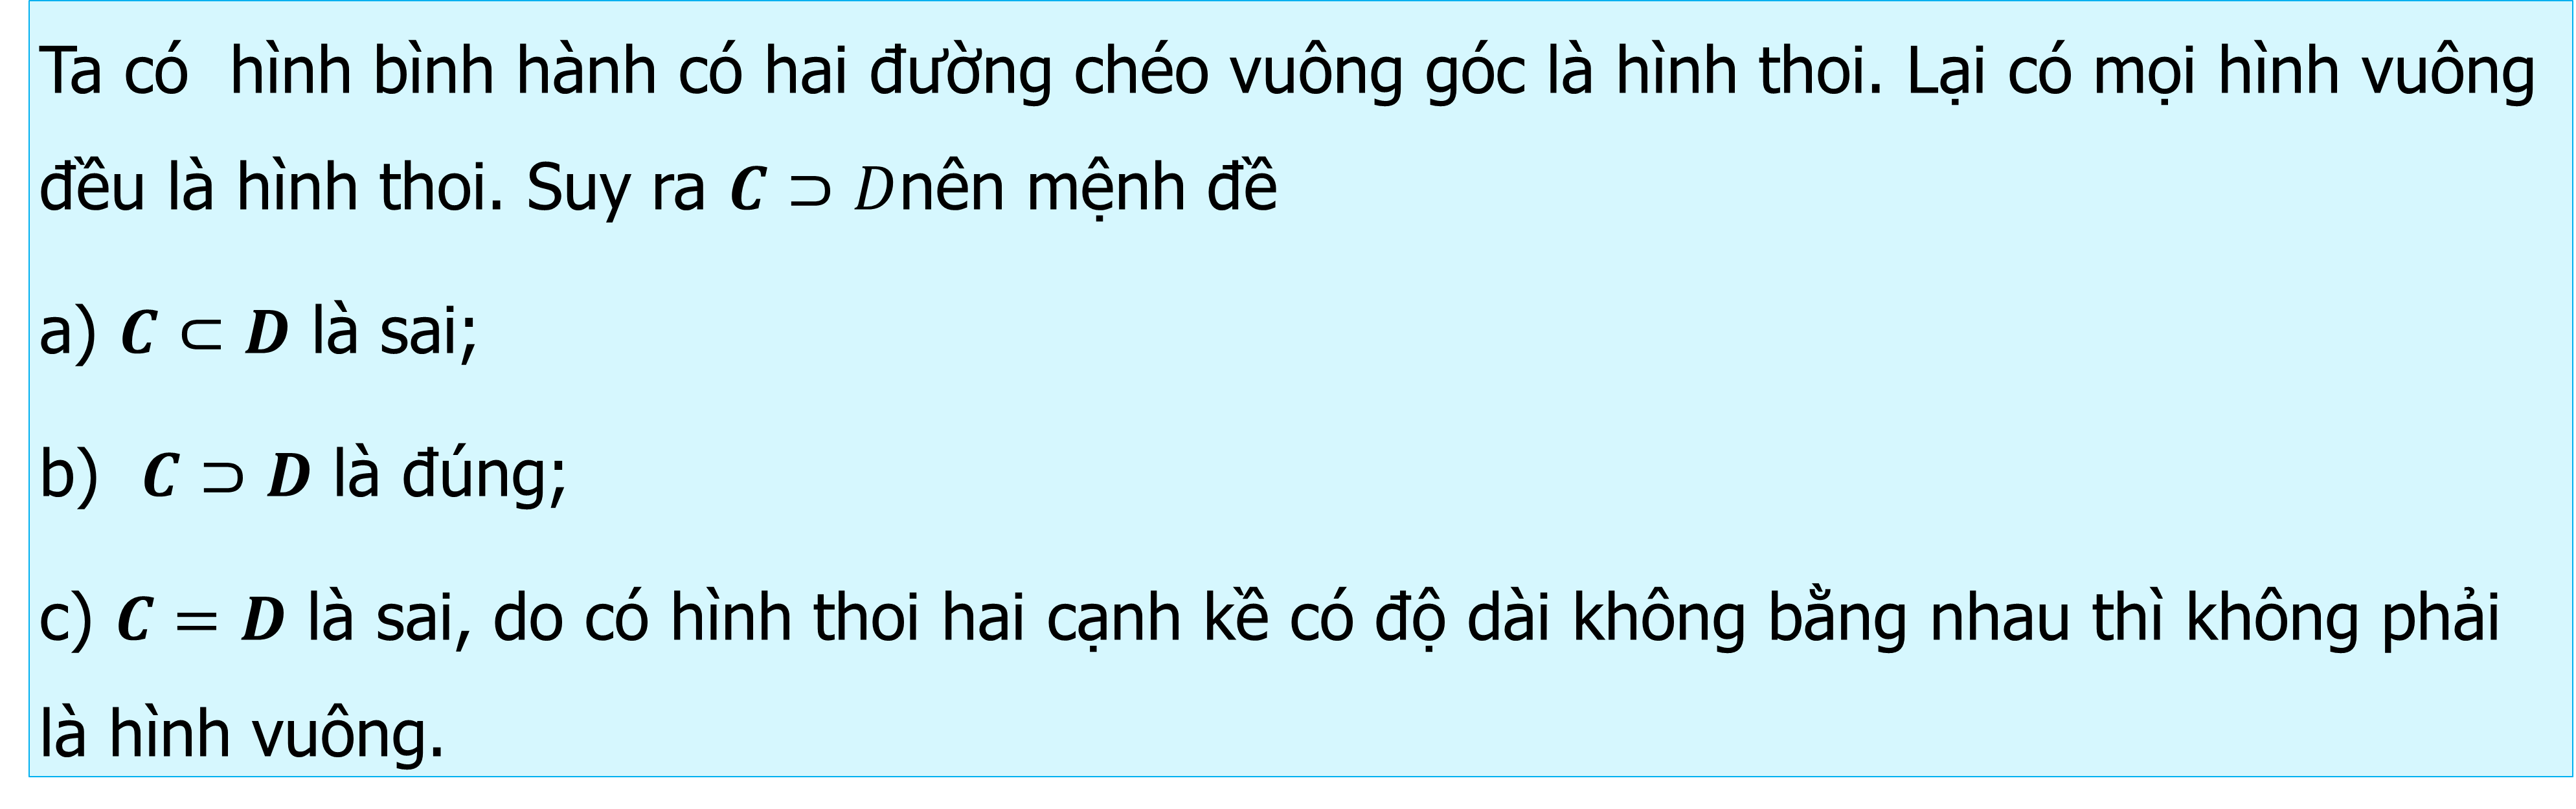 Ta có  hình bình hành có hai đường chéo vuông góc là hình thoi. Lại có mọi hình vuông
đều là hình thoi. Suy ra C ⊃ Dnên mệnh đề
a) C ⊂ D là sai;
b)  C ⊃ D là đúng;
c) C = D là sai, do có hình thoi hai cạnh kề có độ dài không bằng nhau thì không phải
là hình vuông.